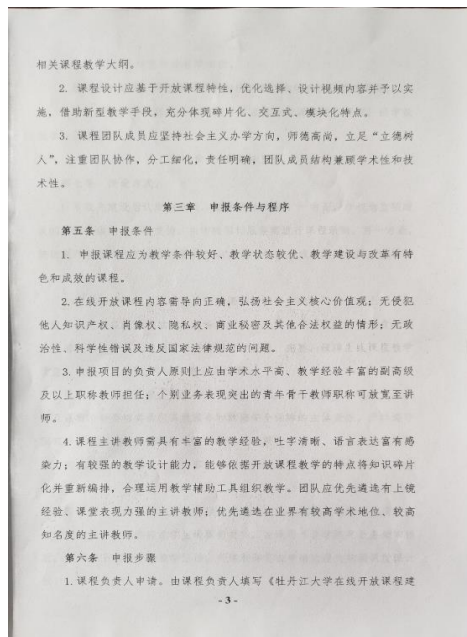 相关课程教学大纲。
2. 课程设计应基于开放课程特性，优化选择、设计视频内容并予以实
施，借助新型教学手段，充分体现碎片化、交互式、模块化特点。
3. 课程团队成员应坚持社会主义办学方向，师德高尚，立足“立德树
人”，注重团队协作，分工细化，责任明确，团队成员结构兼顾学术性和技
术性。
第三章 申报条件与程序
第五条 申报条件
1. 申报课程应为教学条件较好、教学状态较优、教学建设与改革有特
色和成效的课程。
2.在线开放课程内容需导向正确，弘扬社会主义核心价值观；无侵犯
他人知识产权、肖像权、隐私权、商业秘密及其他合法权益的情形；无政
治性、科学性错误及违反国家法律规范的问题。
3.申报项目的负责人原则上应由学术水平高、教学经验丰富的副高级
及以上职称教师担任；个别业务表现突出的青年骨干教师职称可放宽至讲
师。
4.课程主讲教师需具有丰富的教学经验，吐字清晰、语言表达富有感
染力；有较强的教学设计能力，能够依据开放课程教学的特点将知识碎片
化并重新编排，合理运用教学辅助工具组织教学。团队应优先遴选有上镜
经验、课堂表现力强的主讲教师；优先遴选在业界有较高学术地位、较高
知名度的主讲教师。
第六条 申报步骤
1.课程负责人申请。由课程负责人填写《牡丹江大学在线开放课程建
- 3 -